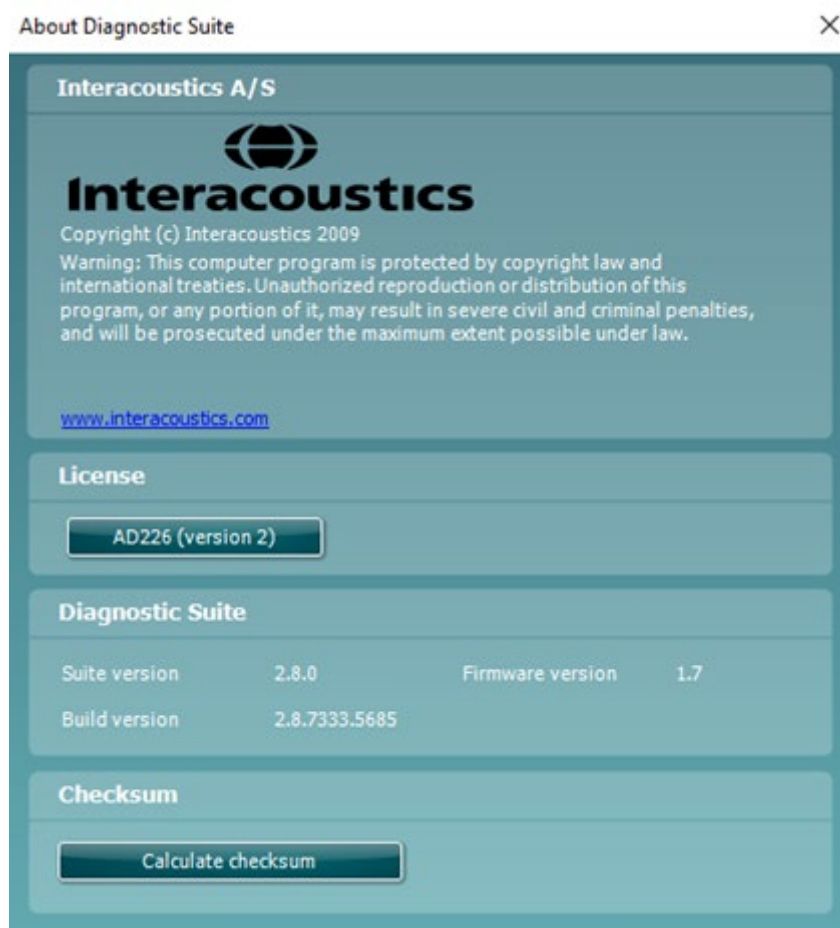 About Diagnostic Suite
Interacoustics A/S
Interacoustics
Copyright (c) Interacoustics 2009
Warning: This computer program is protected by copyright law and
international treaties. Unauthorized reproduction or distribution of this
program, or any portion of it, may result in severe civil and criminal penalties,
and will be prosecuted under the maximum extent possible under law.
www.interacoustics.com
License
AD226 (version 2)
Diagnostic Suite
Suite version 2.8.0 Firmware version 1.7
Build version 2.8.7333.5685
Checksum
Calculate checksum